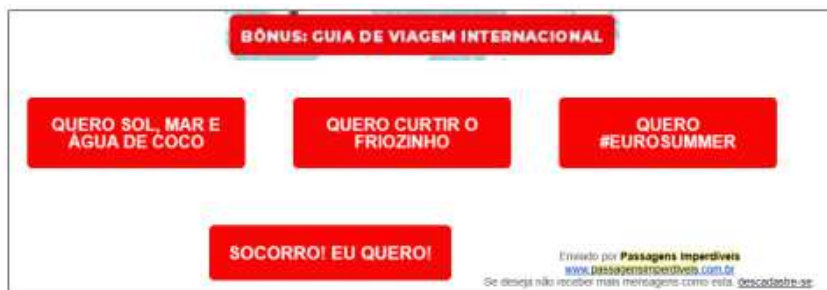 BÔNUS: GUIA DE VIAGEM INTERNACIONAL
QUERO SOL, MAR E
ÁGUA DE COCO
QUERO CURTIR O
FRIOZINHO
QUERO
#EUROSUMMER
SOCORRO! EU QUERO!
Enviado por Passagens Imperdíveis
www.passagensimperdiveis.com.br
Se deseja não receber mais mensagens como esta, descadastre-se.